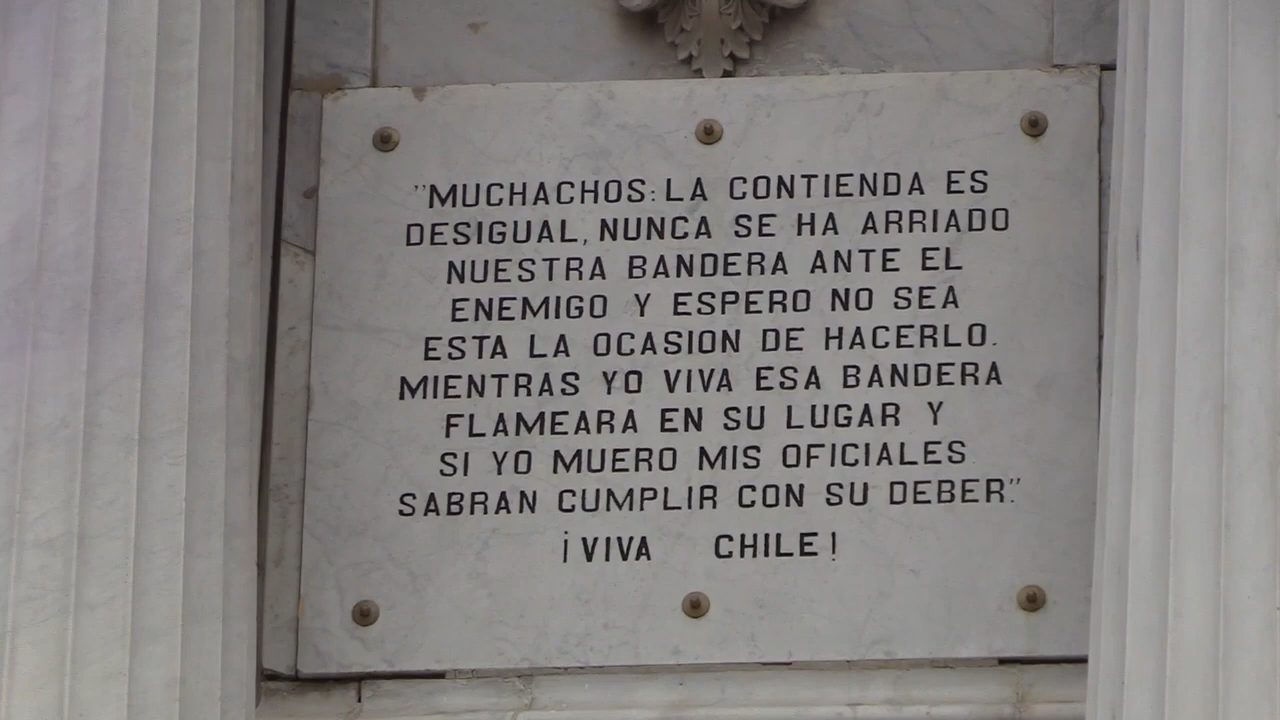 "MUCHACHOS: LA CONTIENDA ES
DESIGUAL, NUNCA SE HA ARRIADO
NUESTRA BANDERA ANTE EL
ENEMIGO Y ESPERO NO SEA
ESTA LA OCASION DE HACERLO.
MIENTRAS YO VIVA ESA BANDERA
FLAMEARA EN SU LUGAR Y
SI YO MUERO MIS OFICIALES
SABRAN CUMPLIR CON SU DEBER."
¡VIVA CHILE!